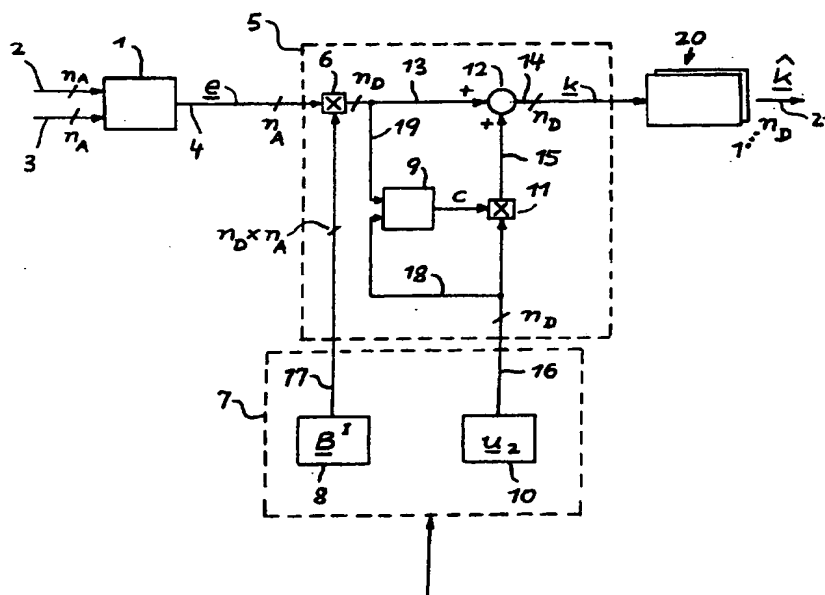 5
20
2 n_A 1 6 n_D 13 12 14 k̂
e + k
3 n_A 4 n_A 19 + n_D 1 n_D 2
15
9 c 11
n_D × n_A
18
n_D
17 16
7
B^I u_2
8 10